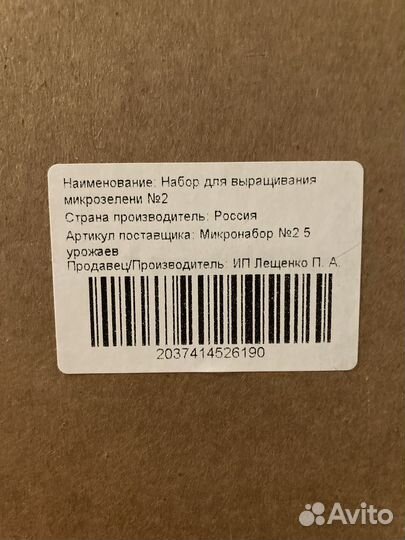 Наименование: Набор для выращивания
микрозелени №2
Страна производитель: Россия
Артикул поставщика: Микронабор №2 5
урожаев
Продавец/Производитель: ИП Лещенко П. А.
2037414526190
Avito